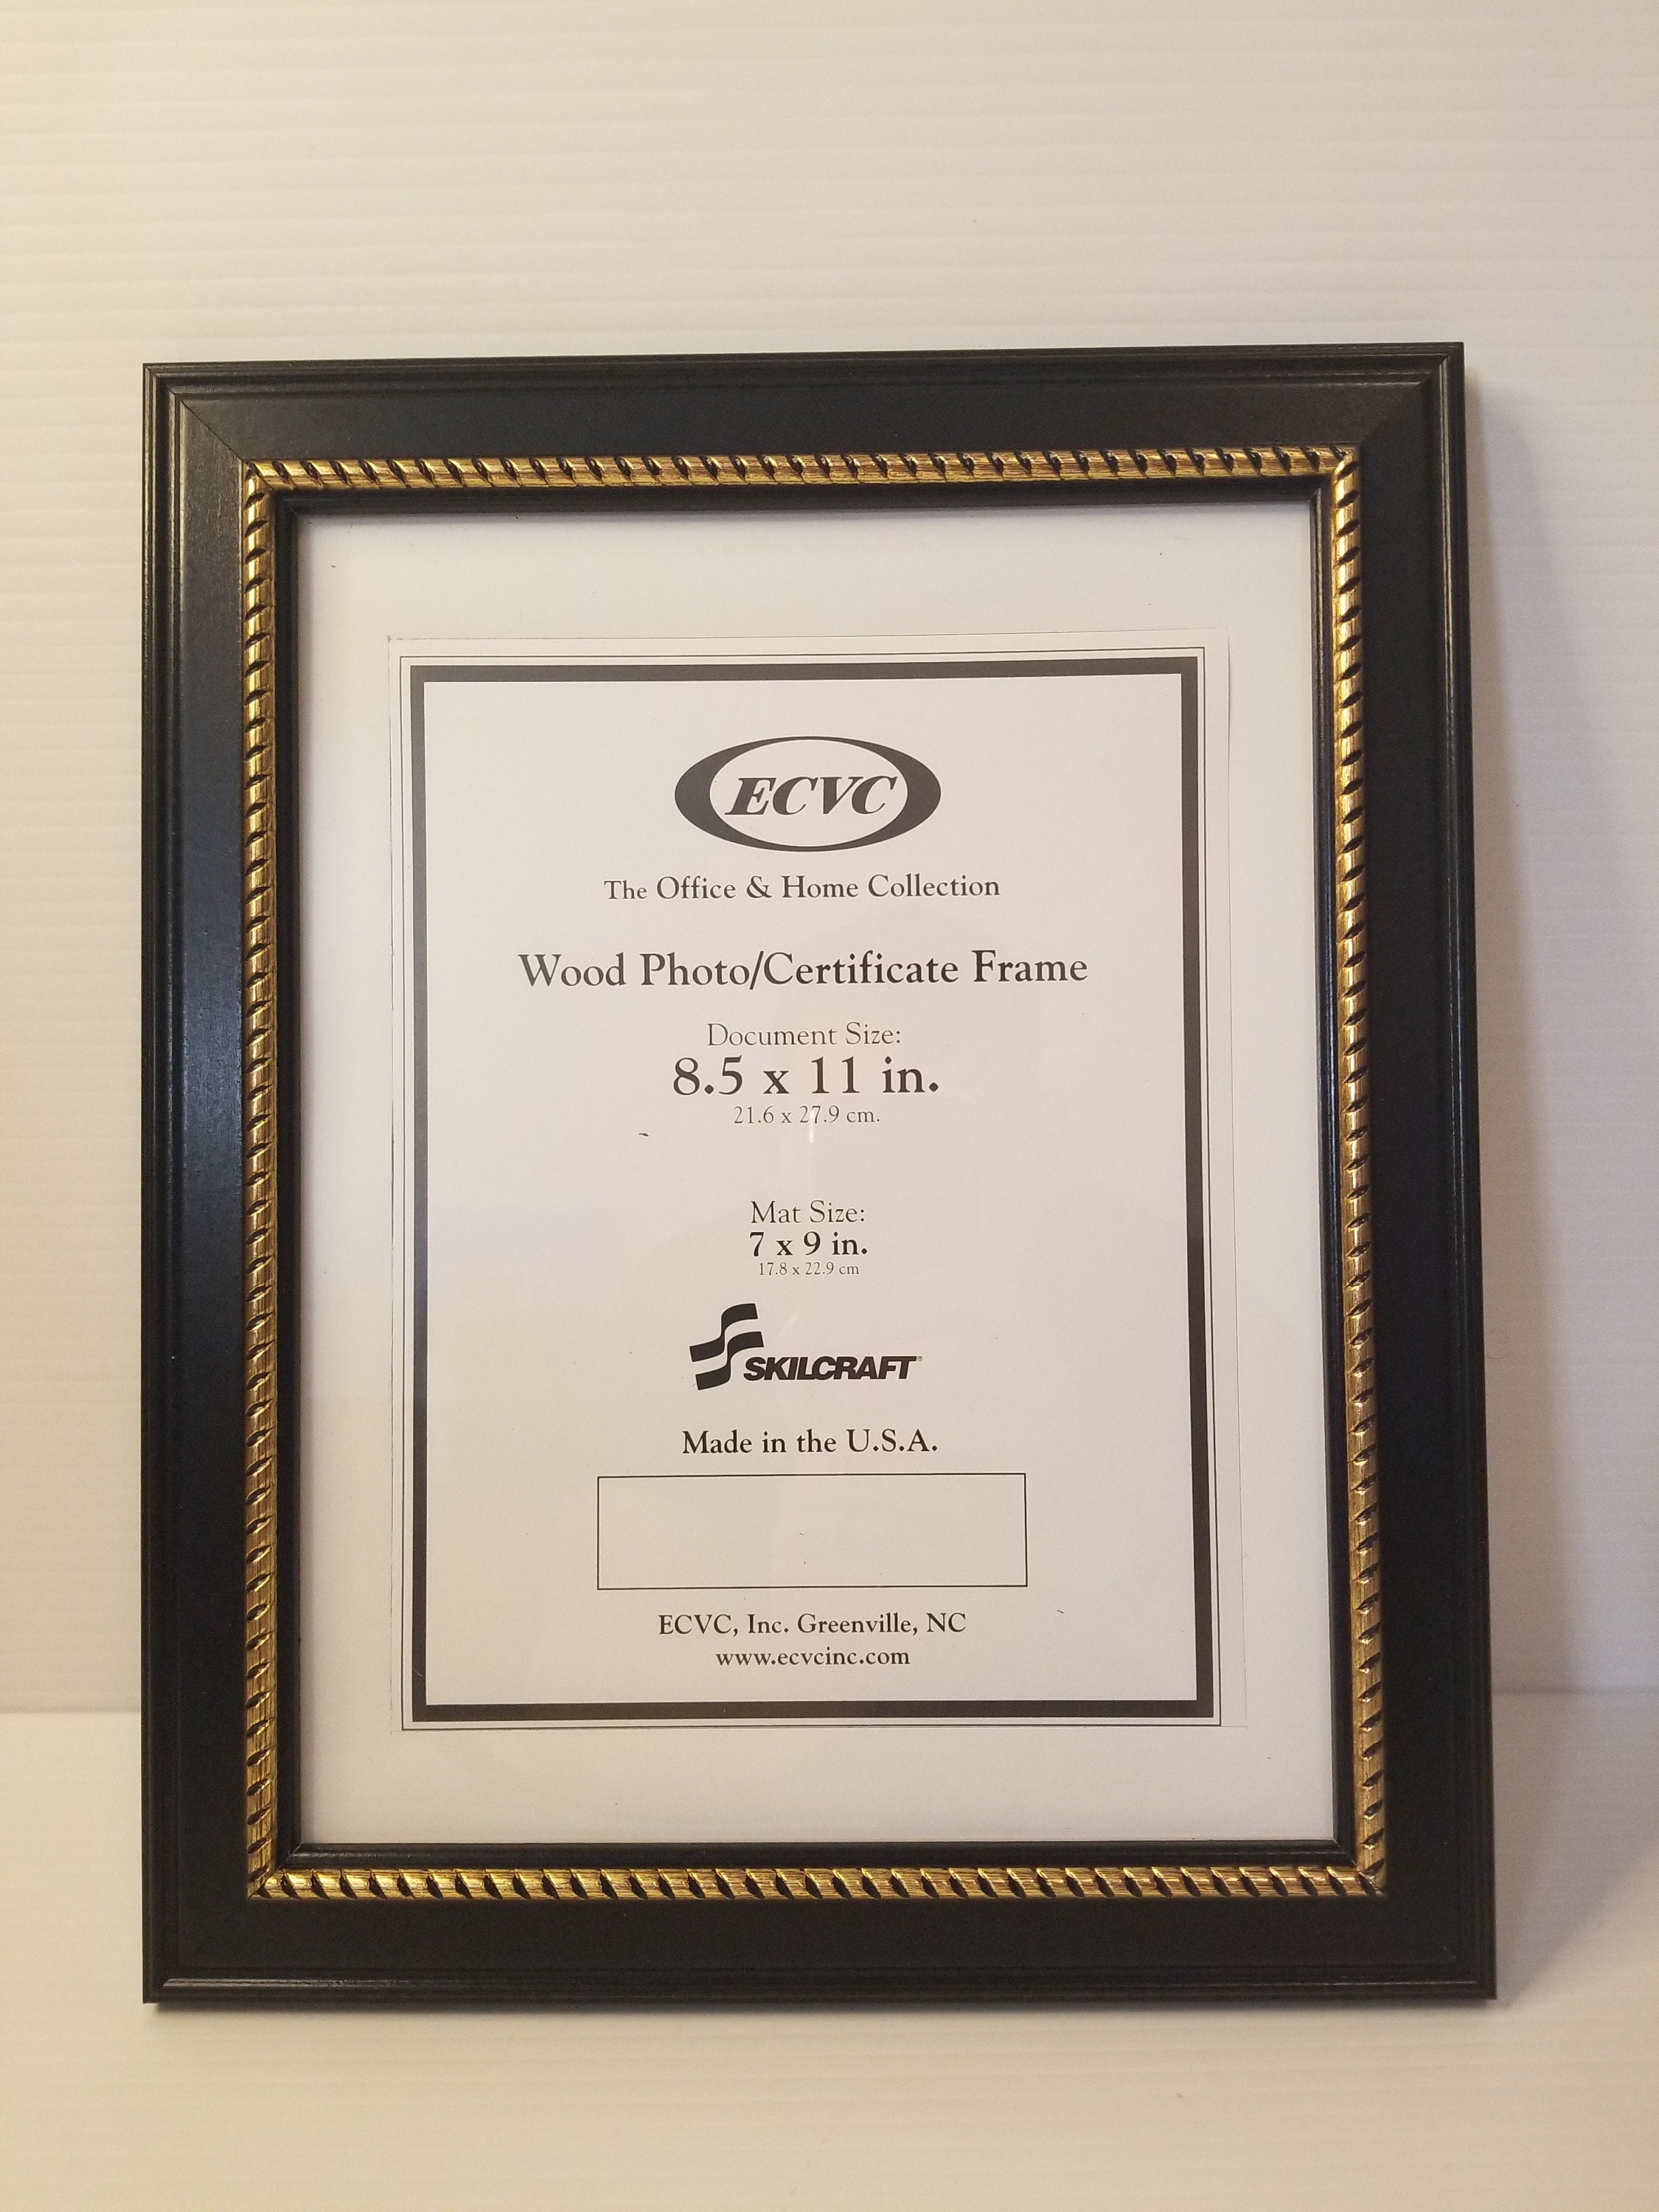 ECVC
The Office & Home Collection
Wood Photo/Certificate Frame
Document Size:
8.5 x 11 in.
21.6 x 27.9 cm.
Mat Size:
7 x 9 in.
17.8 x 22.9 cm
SKILCRAFT®
Made in the U.S.A.
ECVC, Inc. Greenville, NC
www.ecvcinc.com